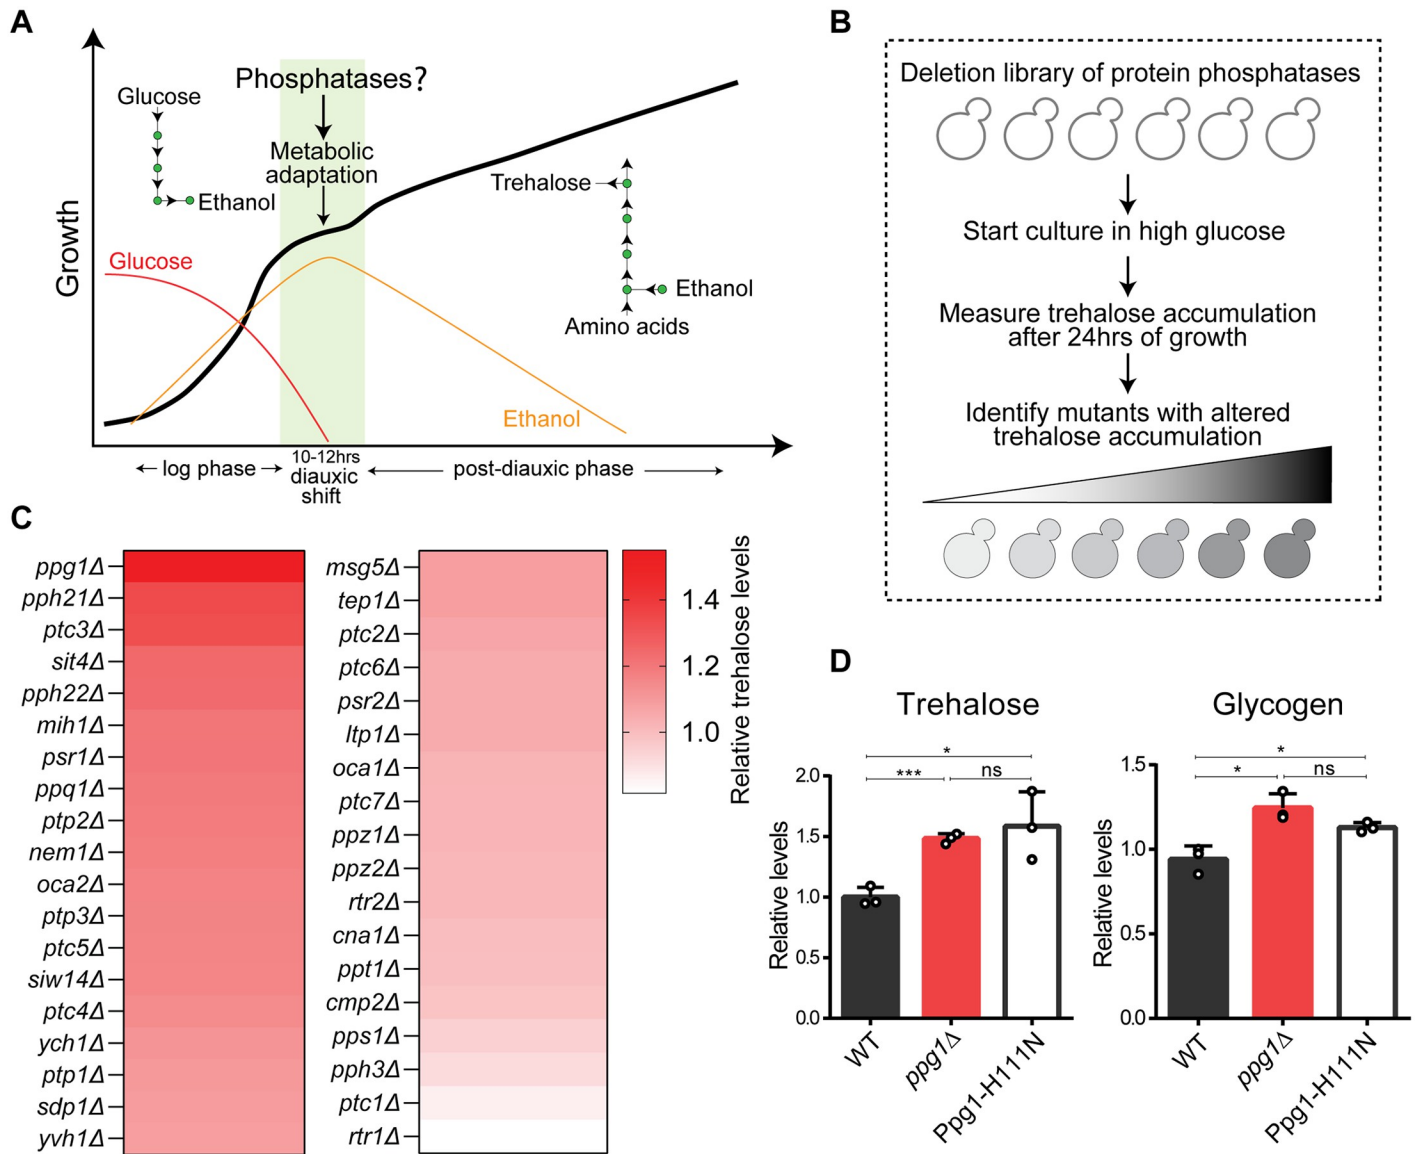 A
Phosphatases?
Metabolic
adaptation
Glucose
Ethanol
Trehalose
Ethanol
Amino acids
Growth
Glucose
Ethanol
log phase
10-12hrs
diauxic
shift
post-diauxic phase
B
Deletion library of protein phosphatases
Start culture in high glucose
Measure trehalose accumulation
after 24hrs of growth
Identify mutants with altered
trehalose accumulation
C
ppg1Δ
pph21Δ
ptc3Δ
sit4Δ
pph22Δ
mih1Δ
psr1Δ
ppq1Δ
ptp2Δ
nem1Δ
oca2Δ
ptp3Δ
ptc5Δ
siw14Δ
ptc4Δ
ych1Δ
ptp1Δ
sdp1Δ
yvh1Δ
msg5Δ
tep1Δ
ptc2Δ
ptc6Δ
psr2Δ
ltp1Δ
oca1Δ
ptc7Δ
ppz1Δ
ppz2Δ
rtr2Δ
cna1Δ
ppt1Δ
cmp2Δ
pps1Δ
pph3Δ
ptc1Δ
rtr1Δ
1.4
1.2
1.0
Relative trehalose levels
D
Trehalose
*
*** ns
2.0
1.5
1.0
0.5
0.0
Relative levels
WT
ppg1Δ
Ppg1-H111N
Glycogen
*
* ns
1.5
1.0
0.5
0.0
Relative levels
WT
ppg1Δ
Ppg1-H111N